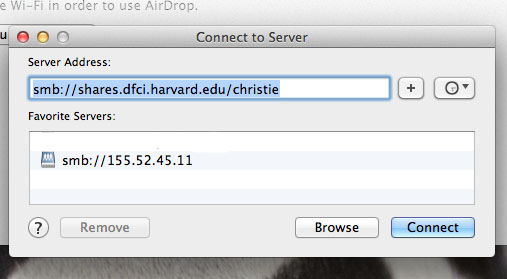 e Wi-Fi in order to use AirDrop.
Connect to Server
Server Address:
smb://shares.dfci.harvard.edu/christie
+
Favorite Servers:
smb://155.52.45.11
?
Remove
Browse
Connect